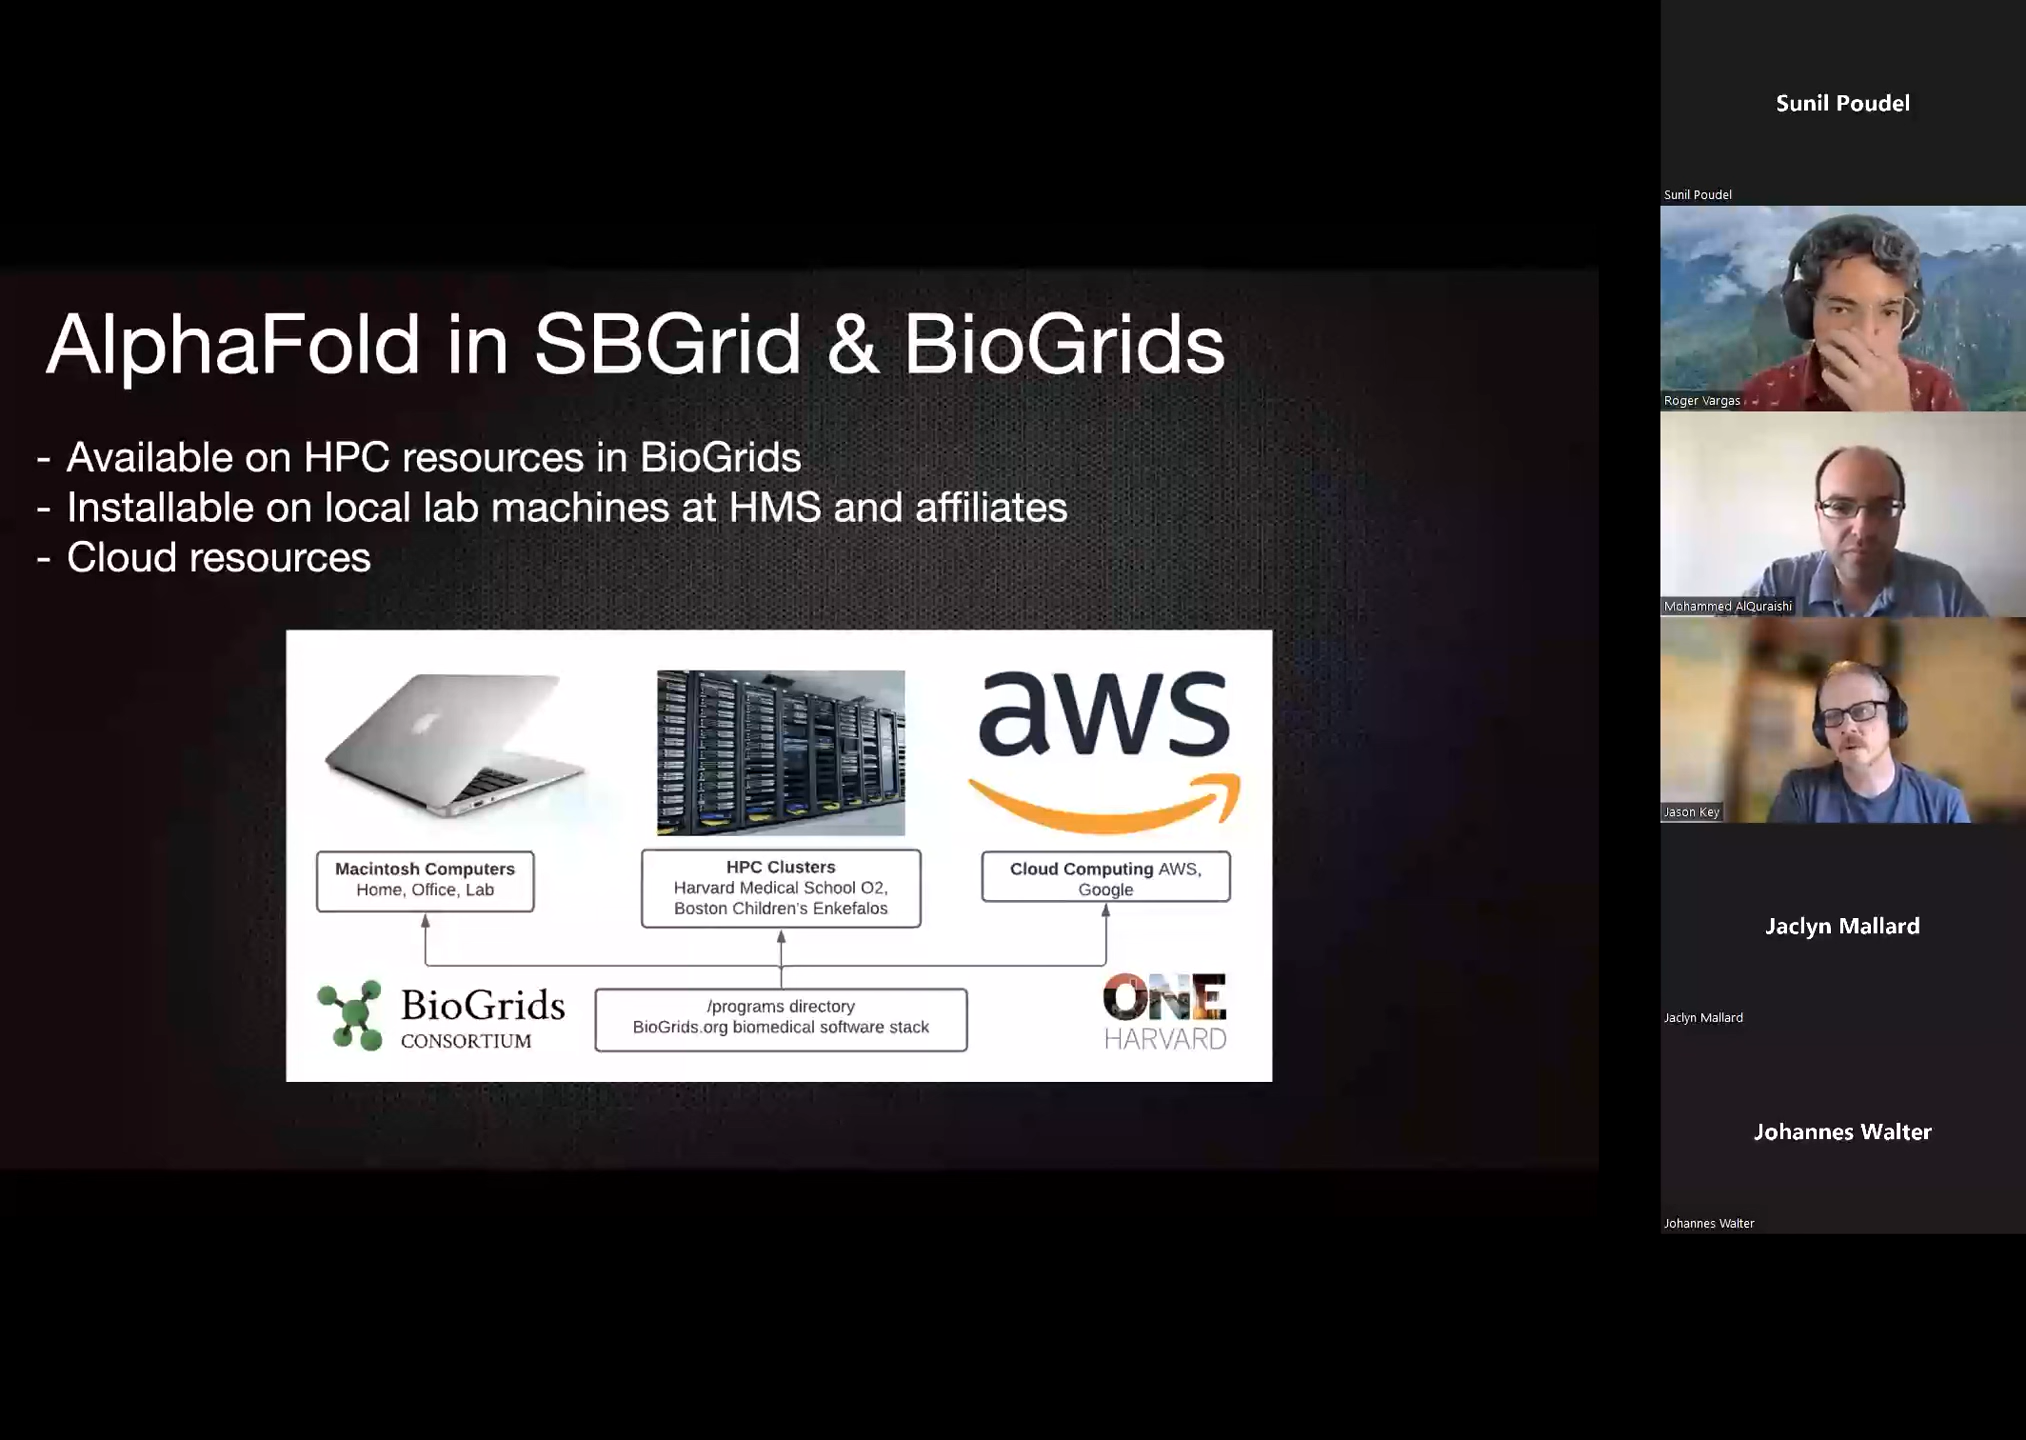 AlphaFold in SBGrid & BioGrids
- Available on HPC resources in BioGrids
- Installable on local lab machines at HMS and affiliates
- Cloud resources
aws
Macintosh Computers
Home, Office, Lab
HPC Clusters
Harvard Medical School O2,
Boston Children's Enkefalos
Cloud Computing AWS,
Google
BioGrids
CONSORTIUM
/programs directory
BioGrids.org biomedical software stack
ONE
HARVARD
Sunil Poudel
Sunil Poudel
Roger Vargas
Mohammed AlQuraishi
Jason Key
Jaclyn Mallard
Jaclyn Mallard
Johannes Walter
Johannes Walter